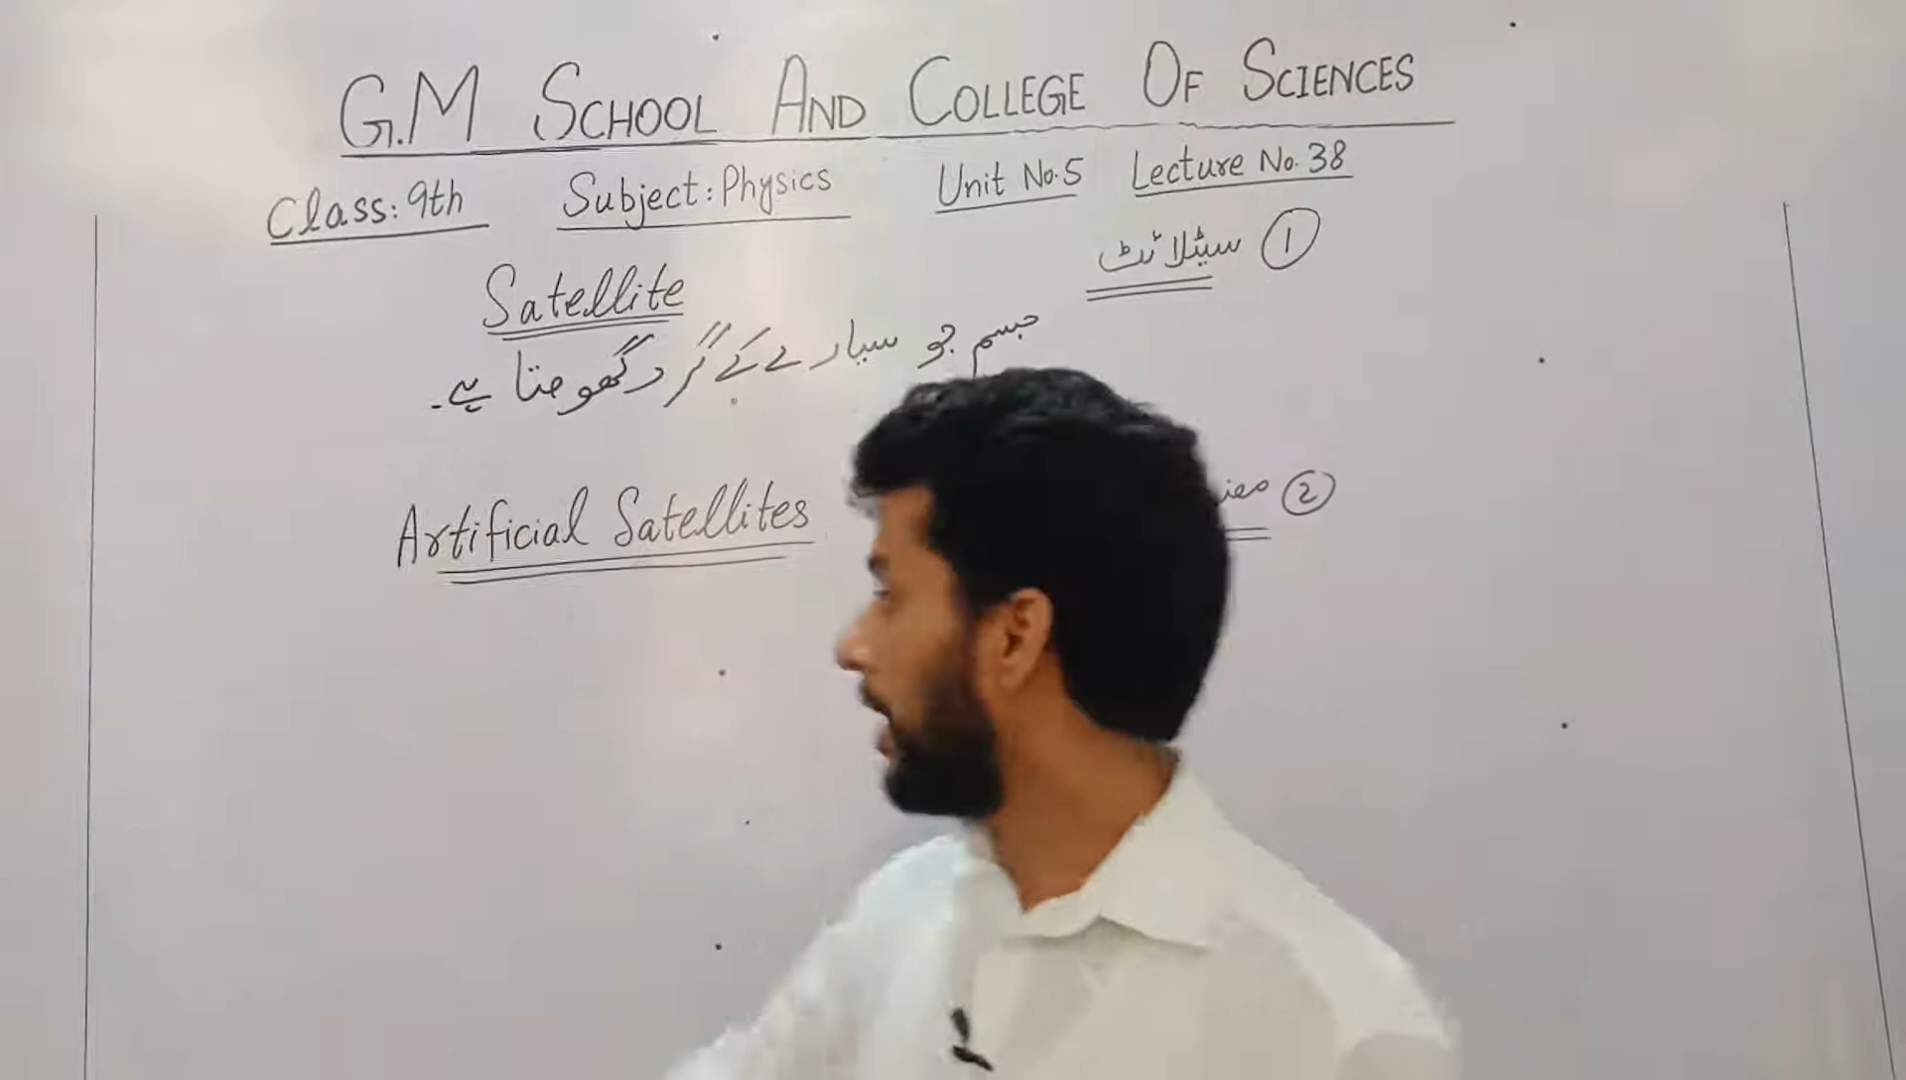 G.M SCHOOL AND COLLEGE OF SCIENCES
Class: 9th Subject: Physics Unit No.5 Lecture No.38
① سیٹلائٹ
Satellite
جسم جو سیارے کے گرد گھومتا ہے۔
②
Artificial Satellites